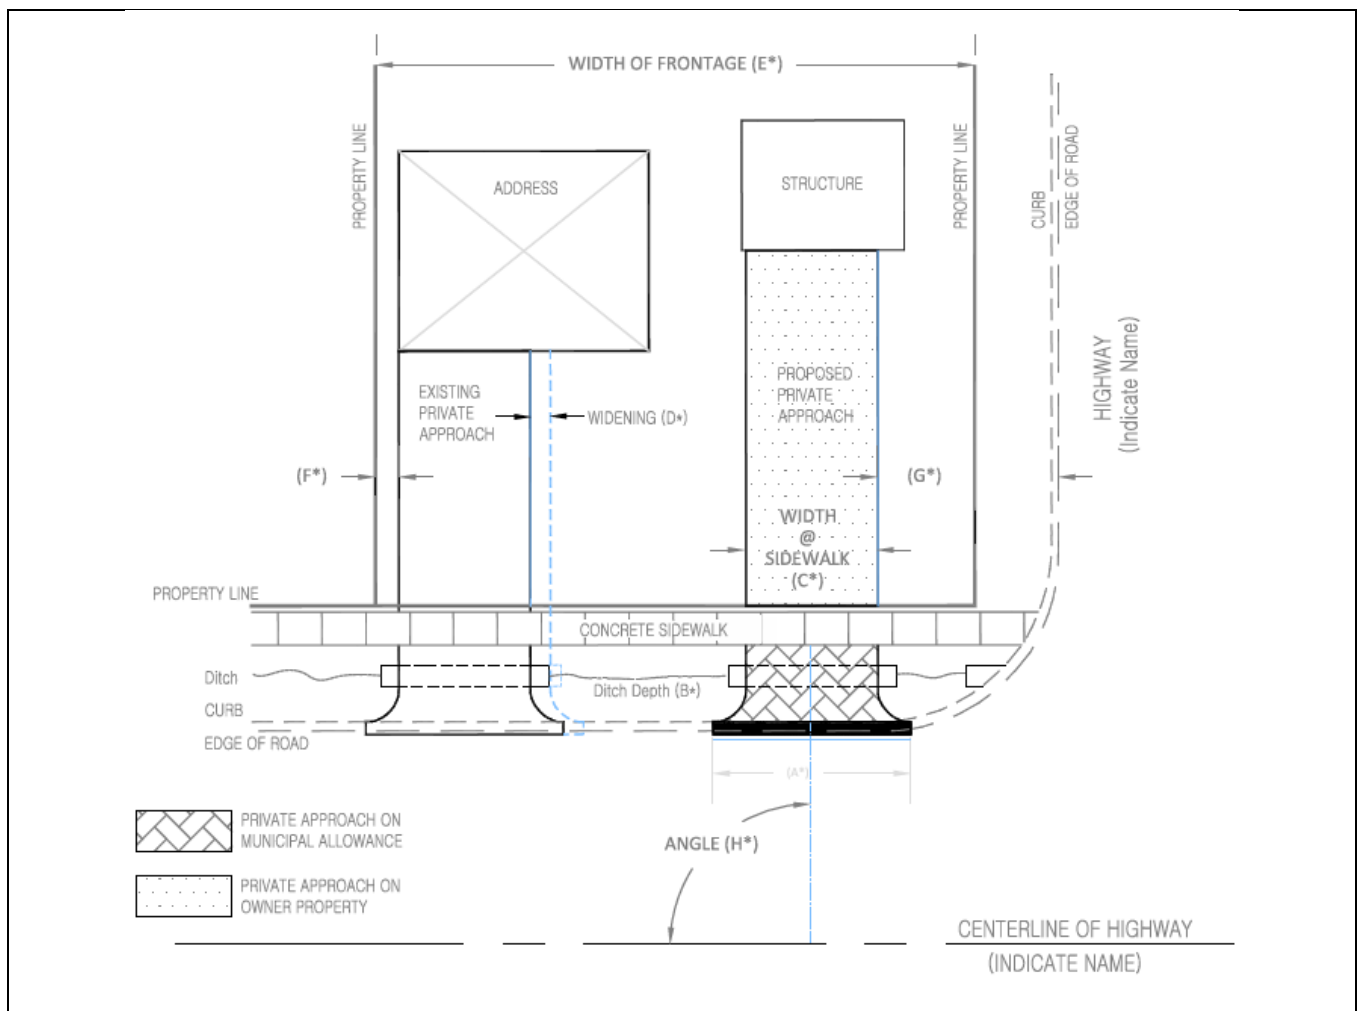 WIDTH OF FRONTAGE (E*)
PROPERTY LINE
ADDRESS
STRUCTURE
PROPERTY LINE
CURB
EDGE OF ROAD
HIGHWAY
(Indicate Name)
EXISTING
PRIVATE
APPROACH
WIDENING (D*)
PROPOSED
PRIVATE
APPROACH
(F*)
(G*)
WIDTH
@
SIDEWALK
(C*)
PROPERTY LINE
CONCRETE SIDEWALK
Ditch
Ditch Depth (B*)
CURB
EDGE OF ROAD
(A*)
PRIVATE APPROACH ON
MUNICIPAL ALLOWANCE
ANGLE (H*)
PRIVATE APPROACH ON
OWNER PROPERTY
CENTERLINE OF HIGHWAY
(INDICATE NAME)